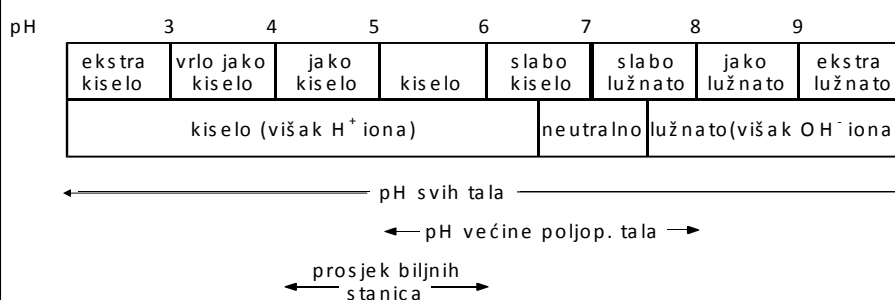 pH 3 4 5 6 7 8 9
ekstra kiselo vrlo jako kiselo jako kiselo kiselo slabo kiselo slabo lužnato jako lužnato ekstra lužnato
kiselo (višak H⁺ iona) neutralno lužnato(višak OH⁻ iona
pH svih tala
pH većine poljop. tala
prosjek biljnih
stanica